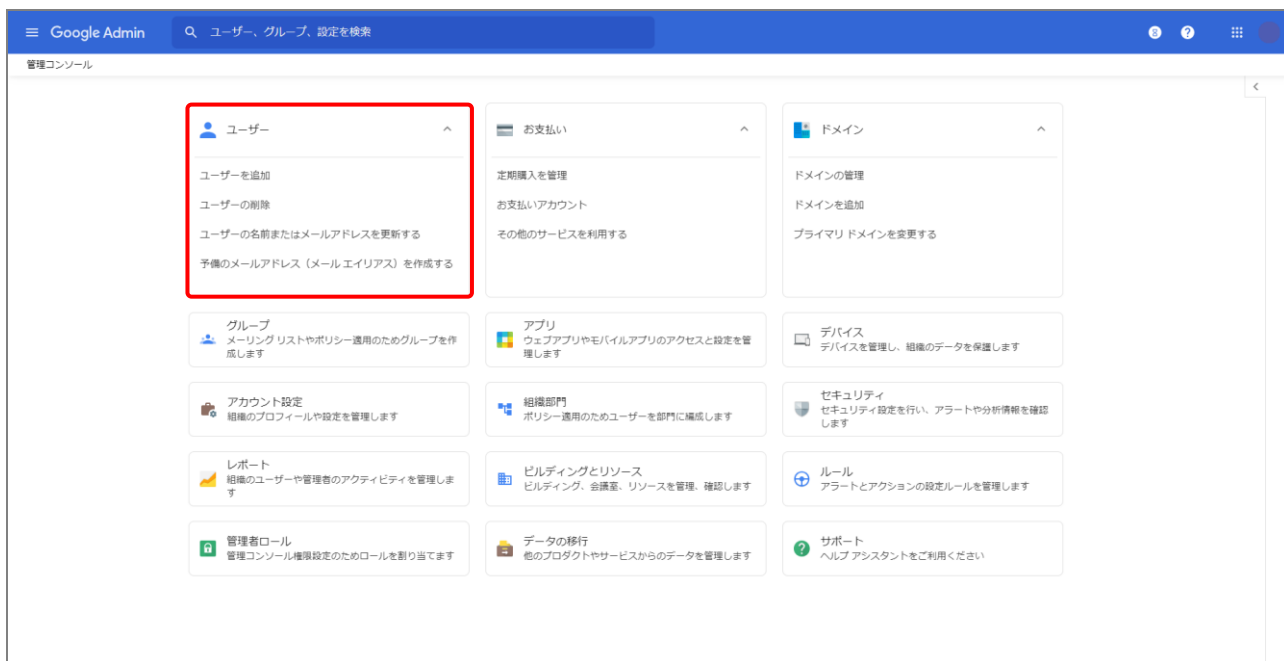 Google Admin
ユーザー、グループ、設定を検索
管理コンソール
ユーザー
ユーザーを追加
ユーザーの削除
ユーザーの名前またはメールアドレスを更新する
予備のメールアドレス（メール エイリアス）を作成する
お支払い
定期購入を管理
お支払いアカウント
その他のサービスを利用する
ドメイン
ドメインの管理
ドメインを追加
プライマリ ドメインを変更する
グループ
メーリング リストやポリシー適用のためグループを作
成します
アプリ
ウェブアプリやモバイルアプリのアクセスと設定を管
理します
デバイス
デバイスを管理し、組織のデータを保護します
アカウント設定
組織のプロフィールや設定を管理します
組織部門
ポリシー適用のためユーザーを部門に編成します
セキュリティ
セキュリティ設定を行い、アラートや分析情報を確認
します
レポート
組織のユーザーや管理者のアクティビティを管理しま
す
ビルディングとリソース
ビルディング、会議室、リソースを管理、確認します
ルール
アラートとアクションの設定ルールを管理します
管理者ロール
管理コンソール権限設定のためロールを割り当てます
データの移行
他のプロダクトやサービスからのデータを管理します
サポート
ヘルプ アシスタントをご利用ください